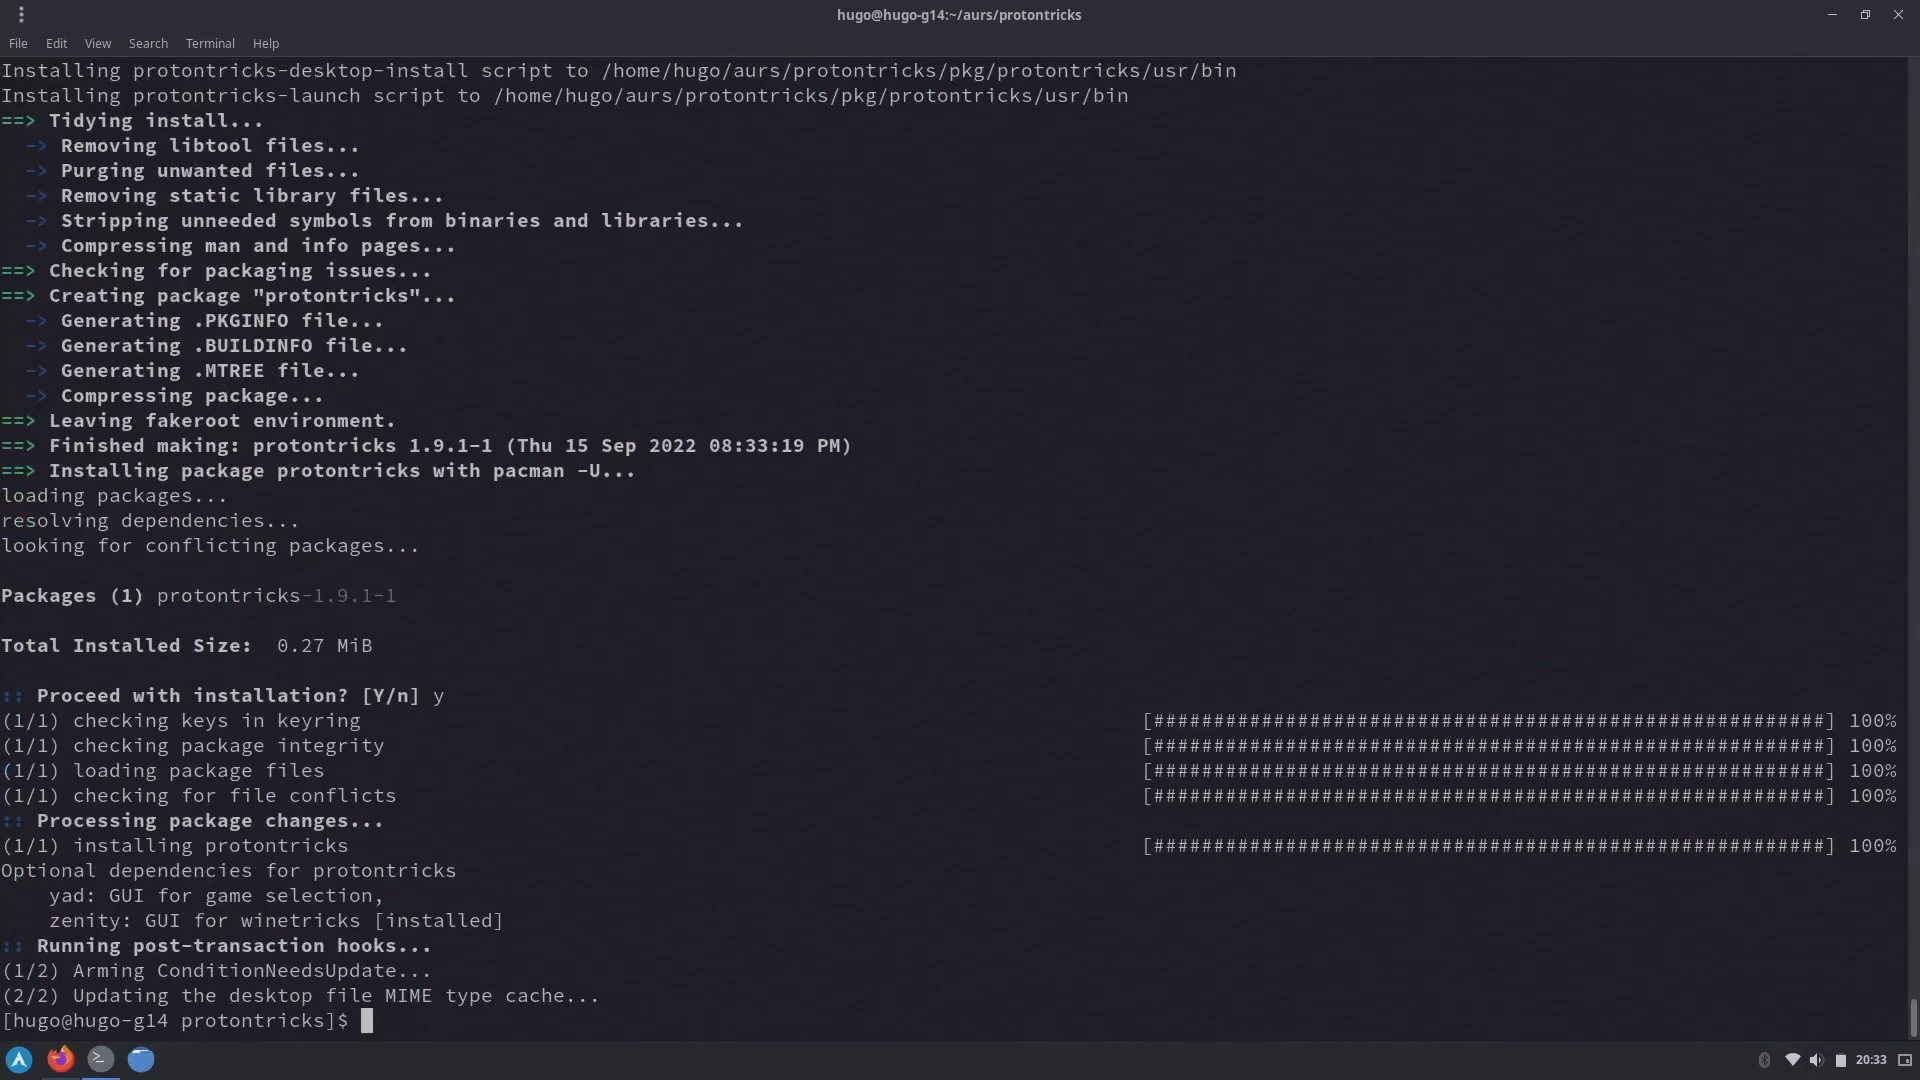 hugo@hugo-g14:~/aurs/protontricks
File Edit View Search Terminal Help
Installing protontricks-desktop-install script to /home/hugo/aurs/protontricks/pkg/protontricks/usr/bin
Installing protontricks-launch script to /home/hugo/aurs/protontricks/pkg/protontricks/usr/bin
==> Tidying install...
  -> Removing libtool files...
  -> Purging unwanted files...
  -> Removing static library files...
  -> Stripping unneeded symbols from binaries and libraries...
  -> Compressing man and info pages...
==> Checking for packaging issues...
==> Creating package "protontricks"...
  -> Generating .PKGINFO file...
  -> Generating .BUILDINFO file...
  -> Generating .MTREE file...
  -> Compressing package...
==> Leaving fakeroot environment.
==> Finished making: protontricks 1.9.1-1 (Thu 15 Sep 2022 08:33:19 PM)
==> Installing package protontricks with pacman -U...
loading packages...
resolving dependencies...
looking for conflicting packages...
Packages (1) protontricks-1.9.1-1
Total Installed Size:  0.27 MiB
:: Proceed with installation? [Y/n] y
(1/1) checking keys in keyring [########################################################] 100%
(1/1) checking package integrity [########################################################] 100%
(1/1) loading package files [########################################################] 100%
(1/1) checking for file conflicts [########################################################] 100%
:: Processing package changes...
(1/1) installing protontricks [########################################################] 100%
Optional dependencies for protontricks
    yad: GUI for game selection,
    zenity: GUI for winetricks [installed]
:: Running post-transaction hooks...
(1/2) Arming ConditionNeedsUpdate...
(2/2) Updating the desktop file MIME type cache...
[hugo@hugo-g14 protontricks]$
20:33